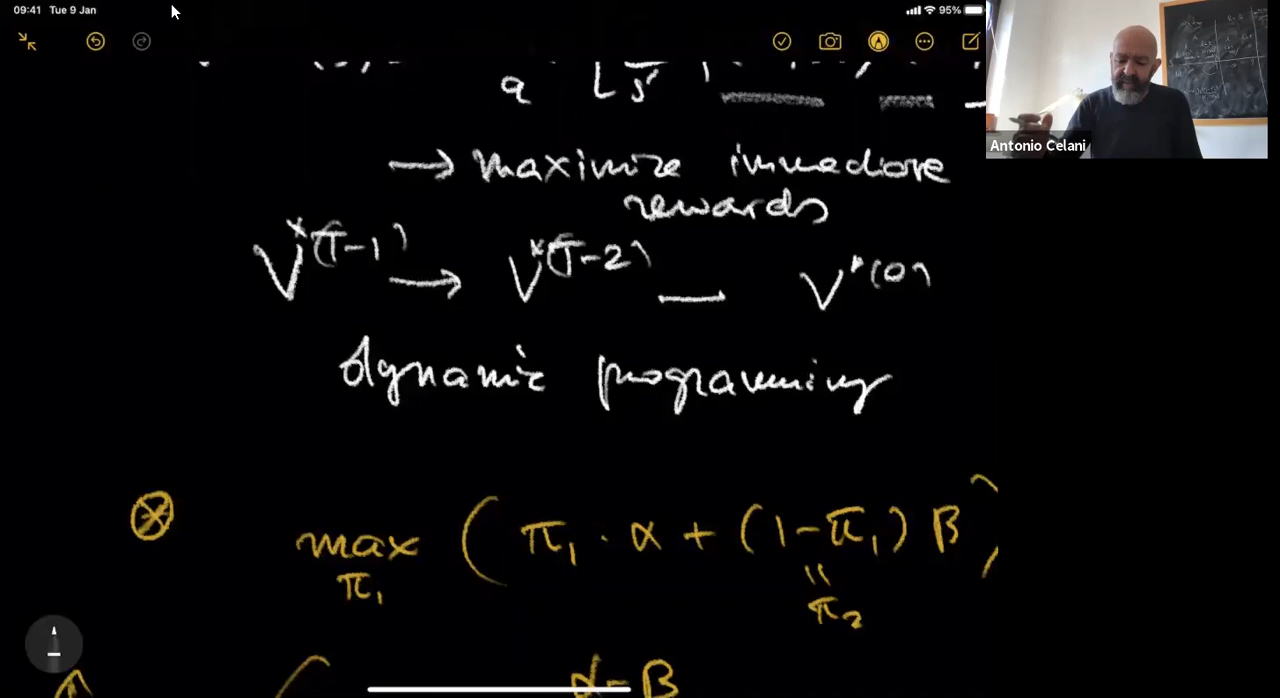 09:41 Tue 9 Jan 95%
Antonio Celani
→ maximize immediate
rewards
V*(T-1) → V*(T-2) — V*(0)
dynamic programming
⊗ max ( π₁ · α + (1-π₁) β )
π₁ = π₂
α-β